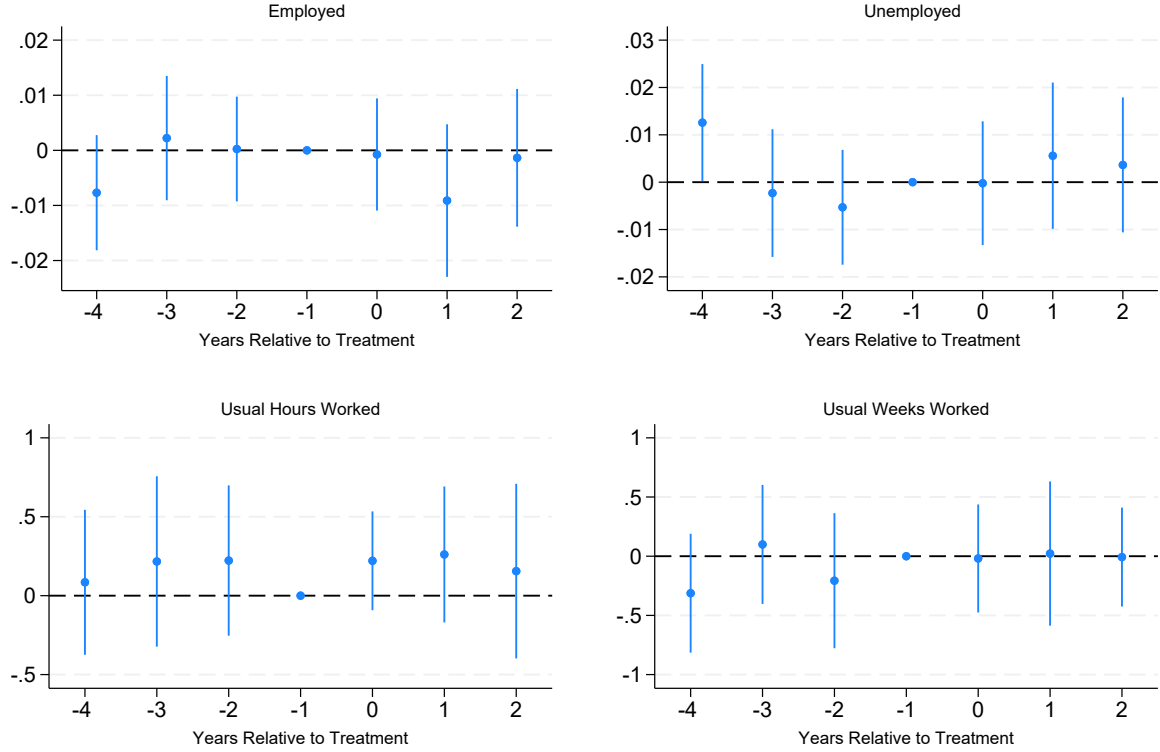 Employed
.02
.01
0
-.01
-.02
-4 -3 -2 -1 0 1 2
Years Relative to Treatment
Unemployed
.03
.02
.01
0
-.01
-.02
-4 -3 -2 -1 0 1 2
Years Relative to Treatment
Usual Hours Worked
1
.5
0
-.5
-4 -3 -2 -1 0 1 2
Years Relative to Treatment
Usual Weeks Worked
1
.5
0
-.5
-1
-4 -3 -2 -1 0 1 2
Years Relative to Treatment